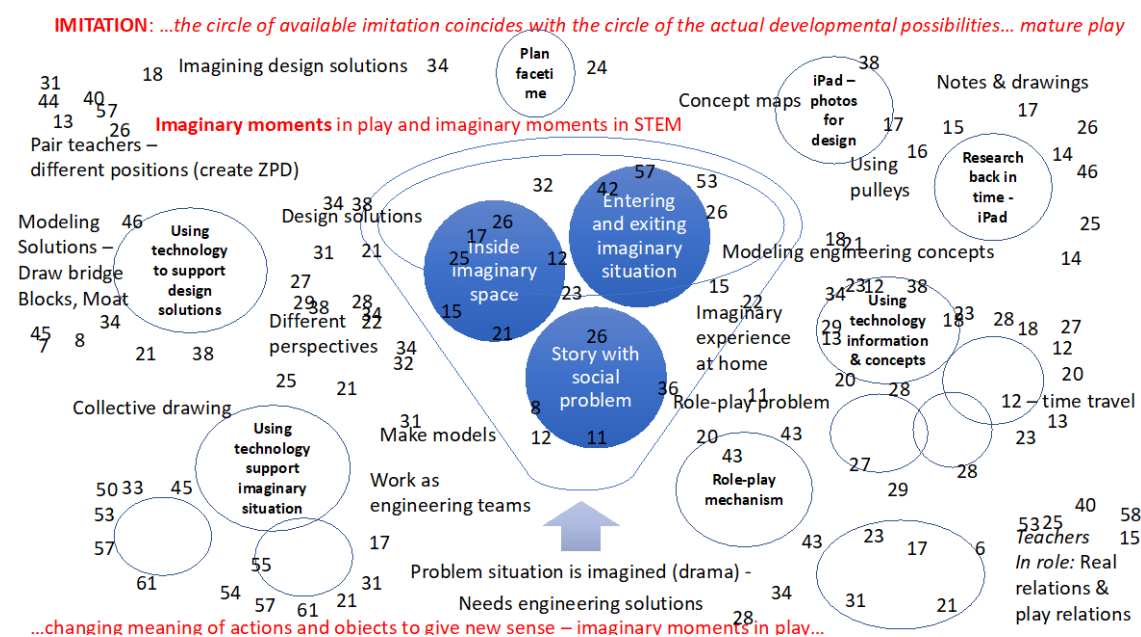 IMITATION: …the circle of available imitation coincides with the circle of the actual developmental possibilities… mature play
31
18
Imagining design solutions 34
Plan
faceti
me
24
38
iPad –
photos
for
design
Concept maps
17
Notes & drawings
17
44
40
57
13
26
Imaginary moments in play and imaginary moments in STEM
15
26
Pair teachers –
different positions (create ZPD)
16
Using
pulleys
Research
back in
time -
iPad
14
46
25
14
Modeling
Solutions –
Draw bridge
Blocks, Moat
46
Using
technology
to support
design
solutions
34
45
7
8
21
38
34 38
Design solutions
31
21
27
29
38
28
34
22
Different
perspectives
34
32
25
21
32
42
57
53
26
Entering
and exiting
imaginary
situation
26
17
25
Inside
imaginary
space
12
15
21
23
26
Story with
social
problem
36
8
12
11
18
21
Modeling engineering concepts
15
22
Imaginary
experience
at home
11
34
23
12
38
29
13
Using
technology
information
& concepts
18
23
28
18
27
12
20
20
28
12 – time travel
13
23
27
28
29
Role-play problem
20
43
43
Role-play
mechanism
Collective drawing
Using
technology
support
imaginary
situation
31
Make models
Work as
engineering teams
50
33
45
53
57
61
55
54
57
61
21
31
17
Problem situation is imagined (drama) -
Needs engineering solutions
34
28
43
23
17
6
31
21
40
58
53
25
15
Teachers
In role: Real
relations &
play relations
…changing meaning of actions and objects to give new sense – imaginary moments in play…